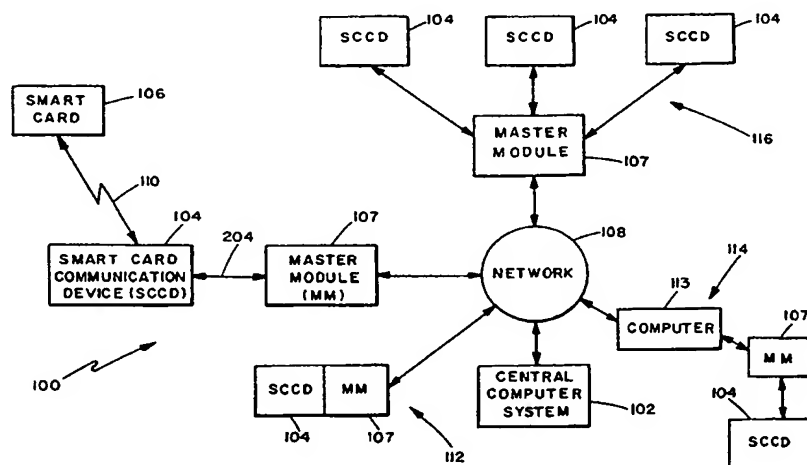 104
104
104
SCCD
SCCD
SCCD
SMART
CARD
106
MASTER
MODULE
107
116
110
104
204
107
108
SMART CARD
COMMUNICATION
DEVICE (SCCD)
MASTER
MODULE
(MM)
NETWORK
113
114
COMPUTER
107
MM
100
SCCD
MM
104
107
112
CENTRAL
COMPUTER
SYSTEM
102
104
SCCD